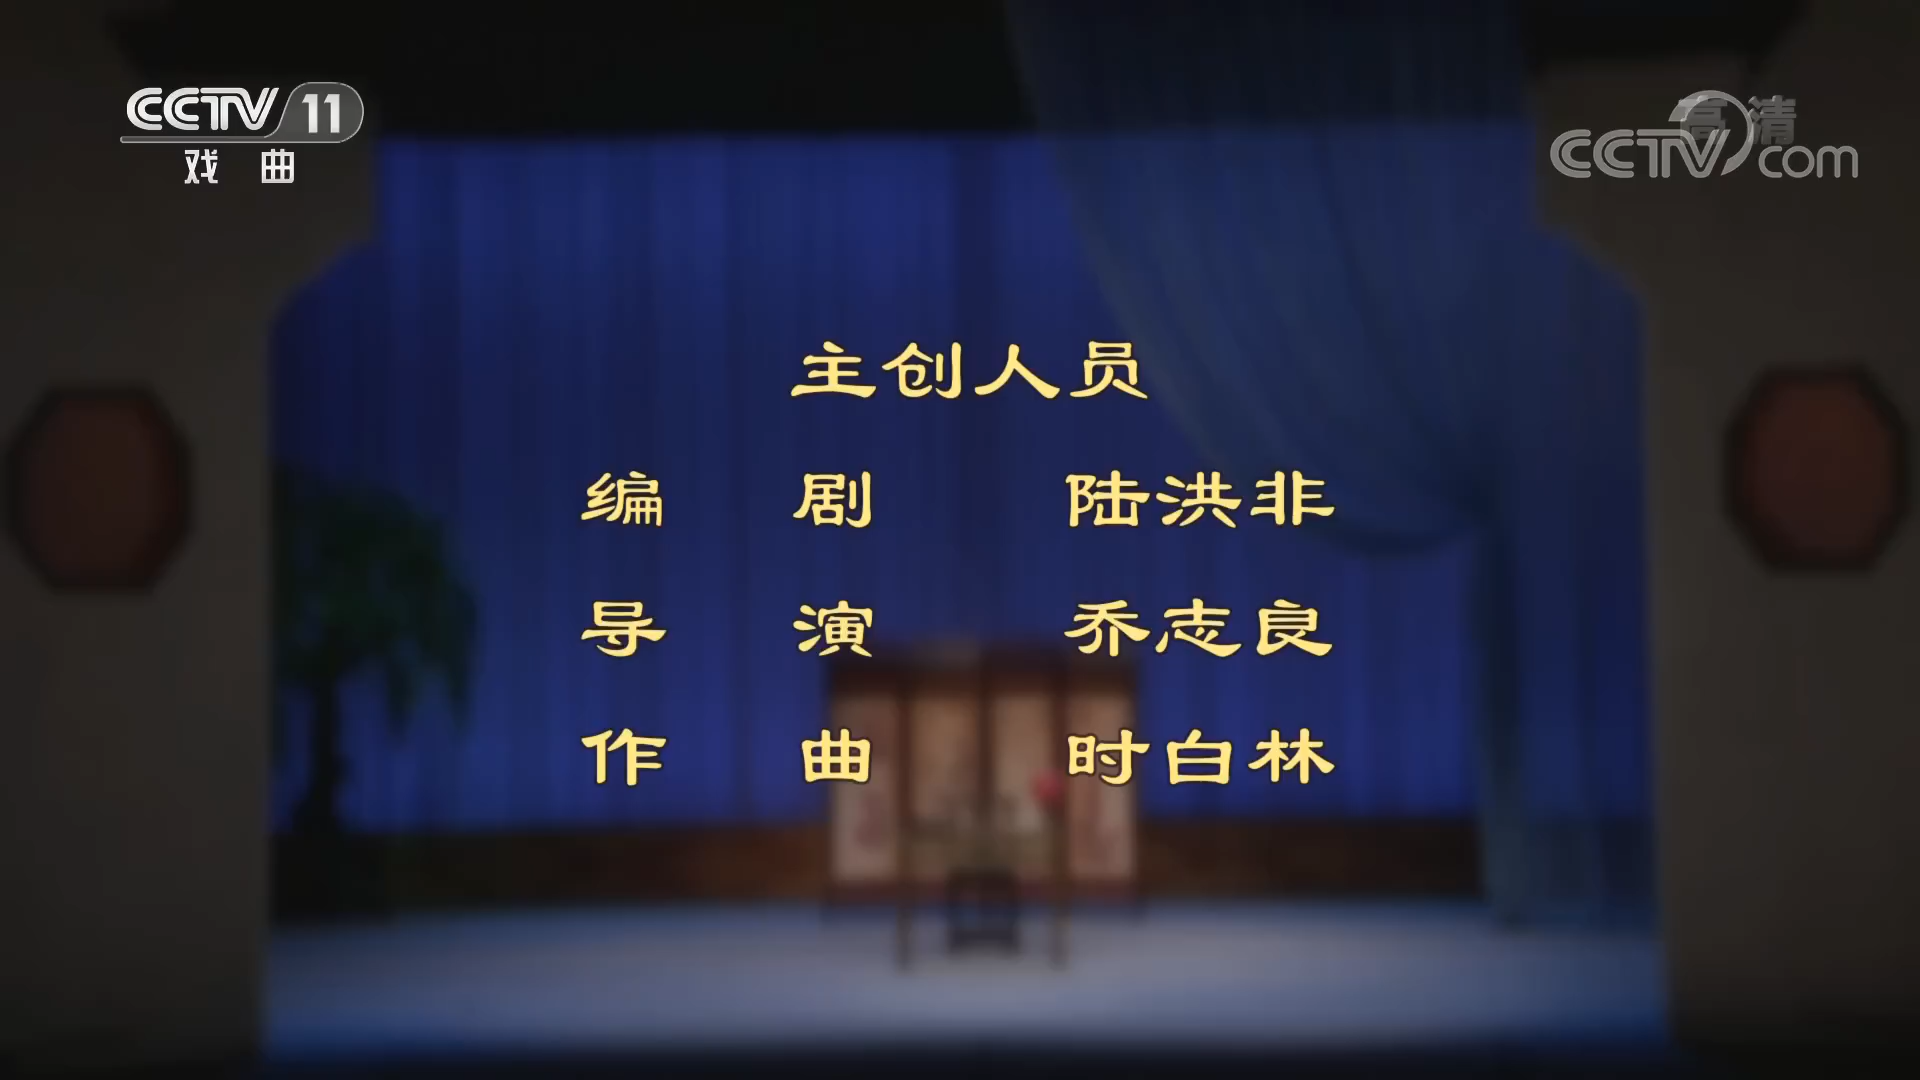 CCTV 11
戏曲
高清
CCTV.com
主创人员
编 剧 陆洪非
导 演 乔志良
作 曲 时白林